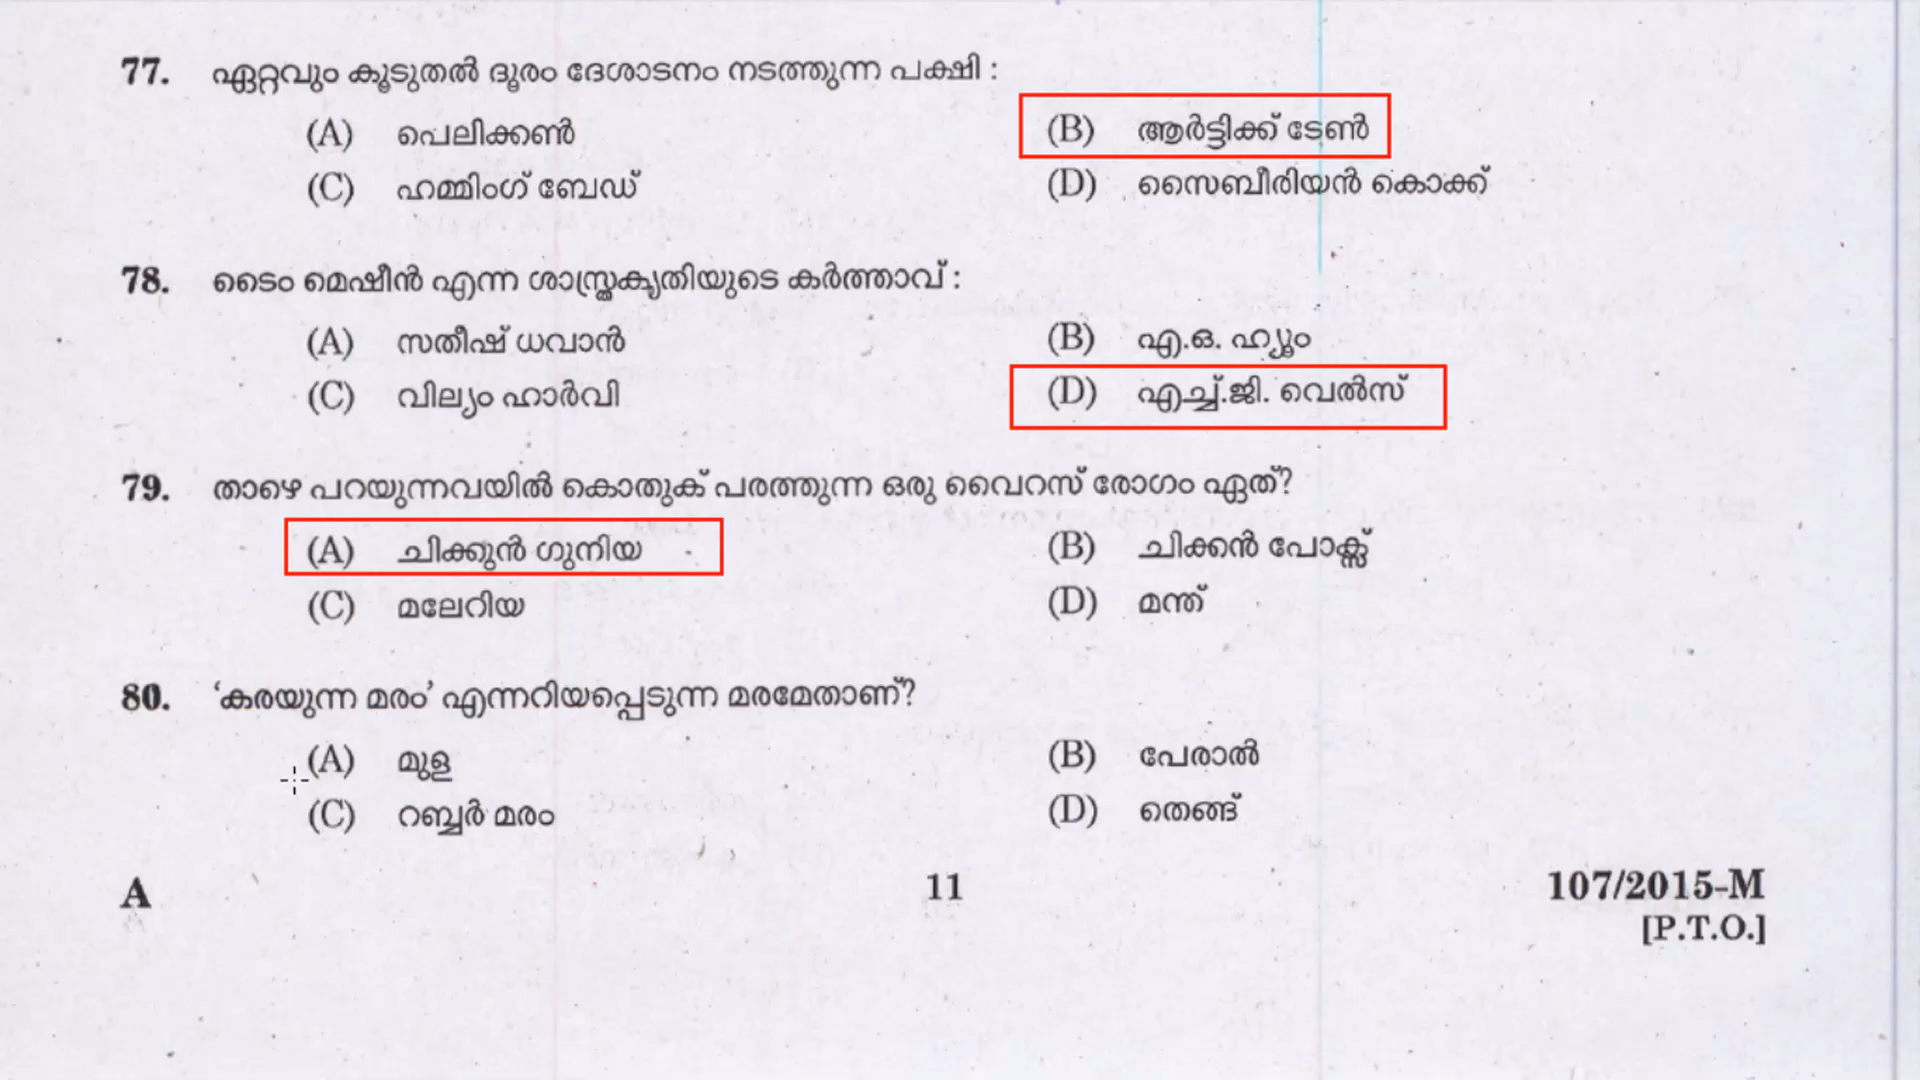 77. ഏറ്റവും കൂടുതൽ ദൂരം ദേശാടനം നടത്തുന്ന പക്ഷി :
(A) പെലിക്കൺ (B) ആർട്ടിക്ക് ടേൺ
(C) ഹമ്മിംഗ് ബേഡ് (D) സൈബീരിയൻ കൊക്ക്
78. ടൈം മെഷീൻ എന്ന ശാസ്ത്രകൃതിയുടെ കർത്താവ് :
(A) സതീഷ് ധവാൻ (B) എ.ഒ. ഹ്യൂം
(C) വില്യം ഹാർവി (D) എച്ച്.ജി. വെൽസ്
79. താഴെ പറയുന്നവയിൽ കൊതുക് പരത്തുന്ന ഒരു വൈറസ് രോഗം ഏത്?
(A) ചിക്കുൻ ഗുനിയ (B) ചിക്കൻ പോക്സ്
(C) മലേറിയ (D) മന്ത്
80. ‘കരയുന്ന മരം’ എന്നറിയപ്പെടുന്ന മരമേതാണ്?
(A) മുള (B) പേരാൽ
(C) റബ്ബർ മരം (D) തെങ്ങ്
A 11 107/2015-M
[P.T.O.]